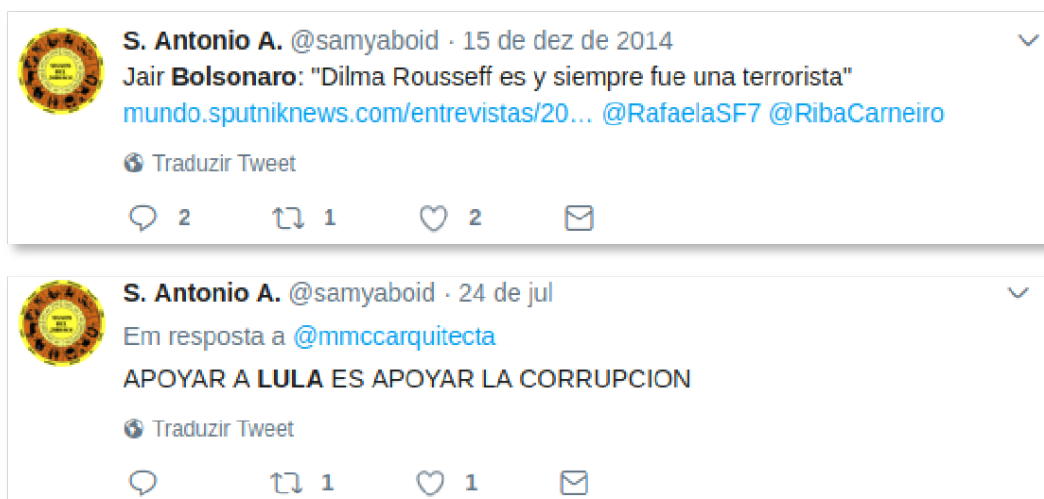 S. Antonio A. @samyaboid · 15 de dez de 2014
Jair Bolsonaro: "Dilma Rousseff es y siempre fue una terrorista"
mundo.sputniknews.com/entrevistas/20… @RafaelaSF7 @RibaCarneiro
Traduzir Tweet
2 1 2
S. Antonio A. @samyaboid · 24 de jul
Em resposta a @mmccarquitecta
APOYAR A LULA ES APOYAR LA CORRUPCION
Traduzir Tweet
1 1